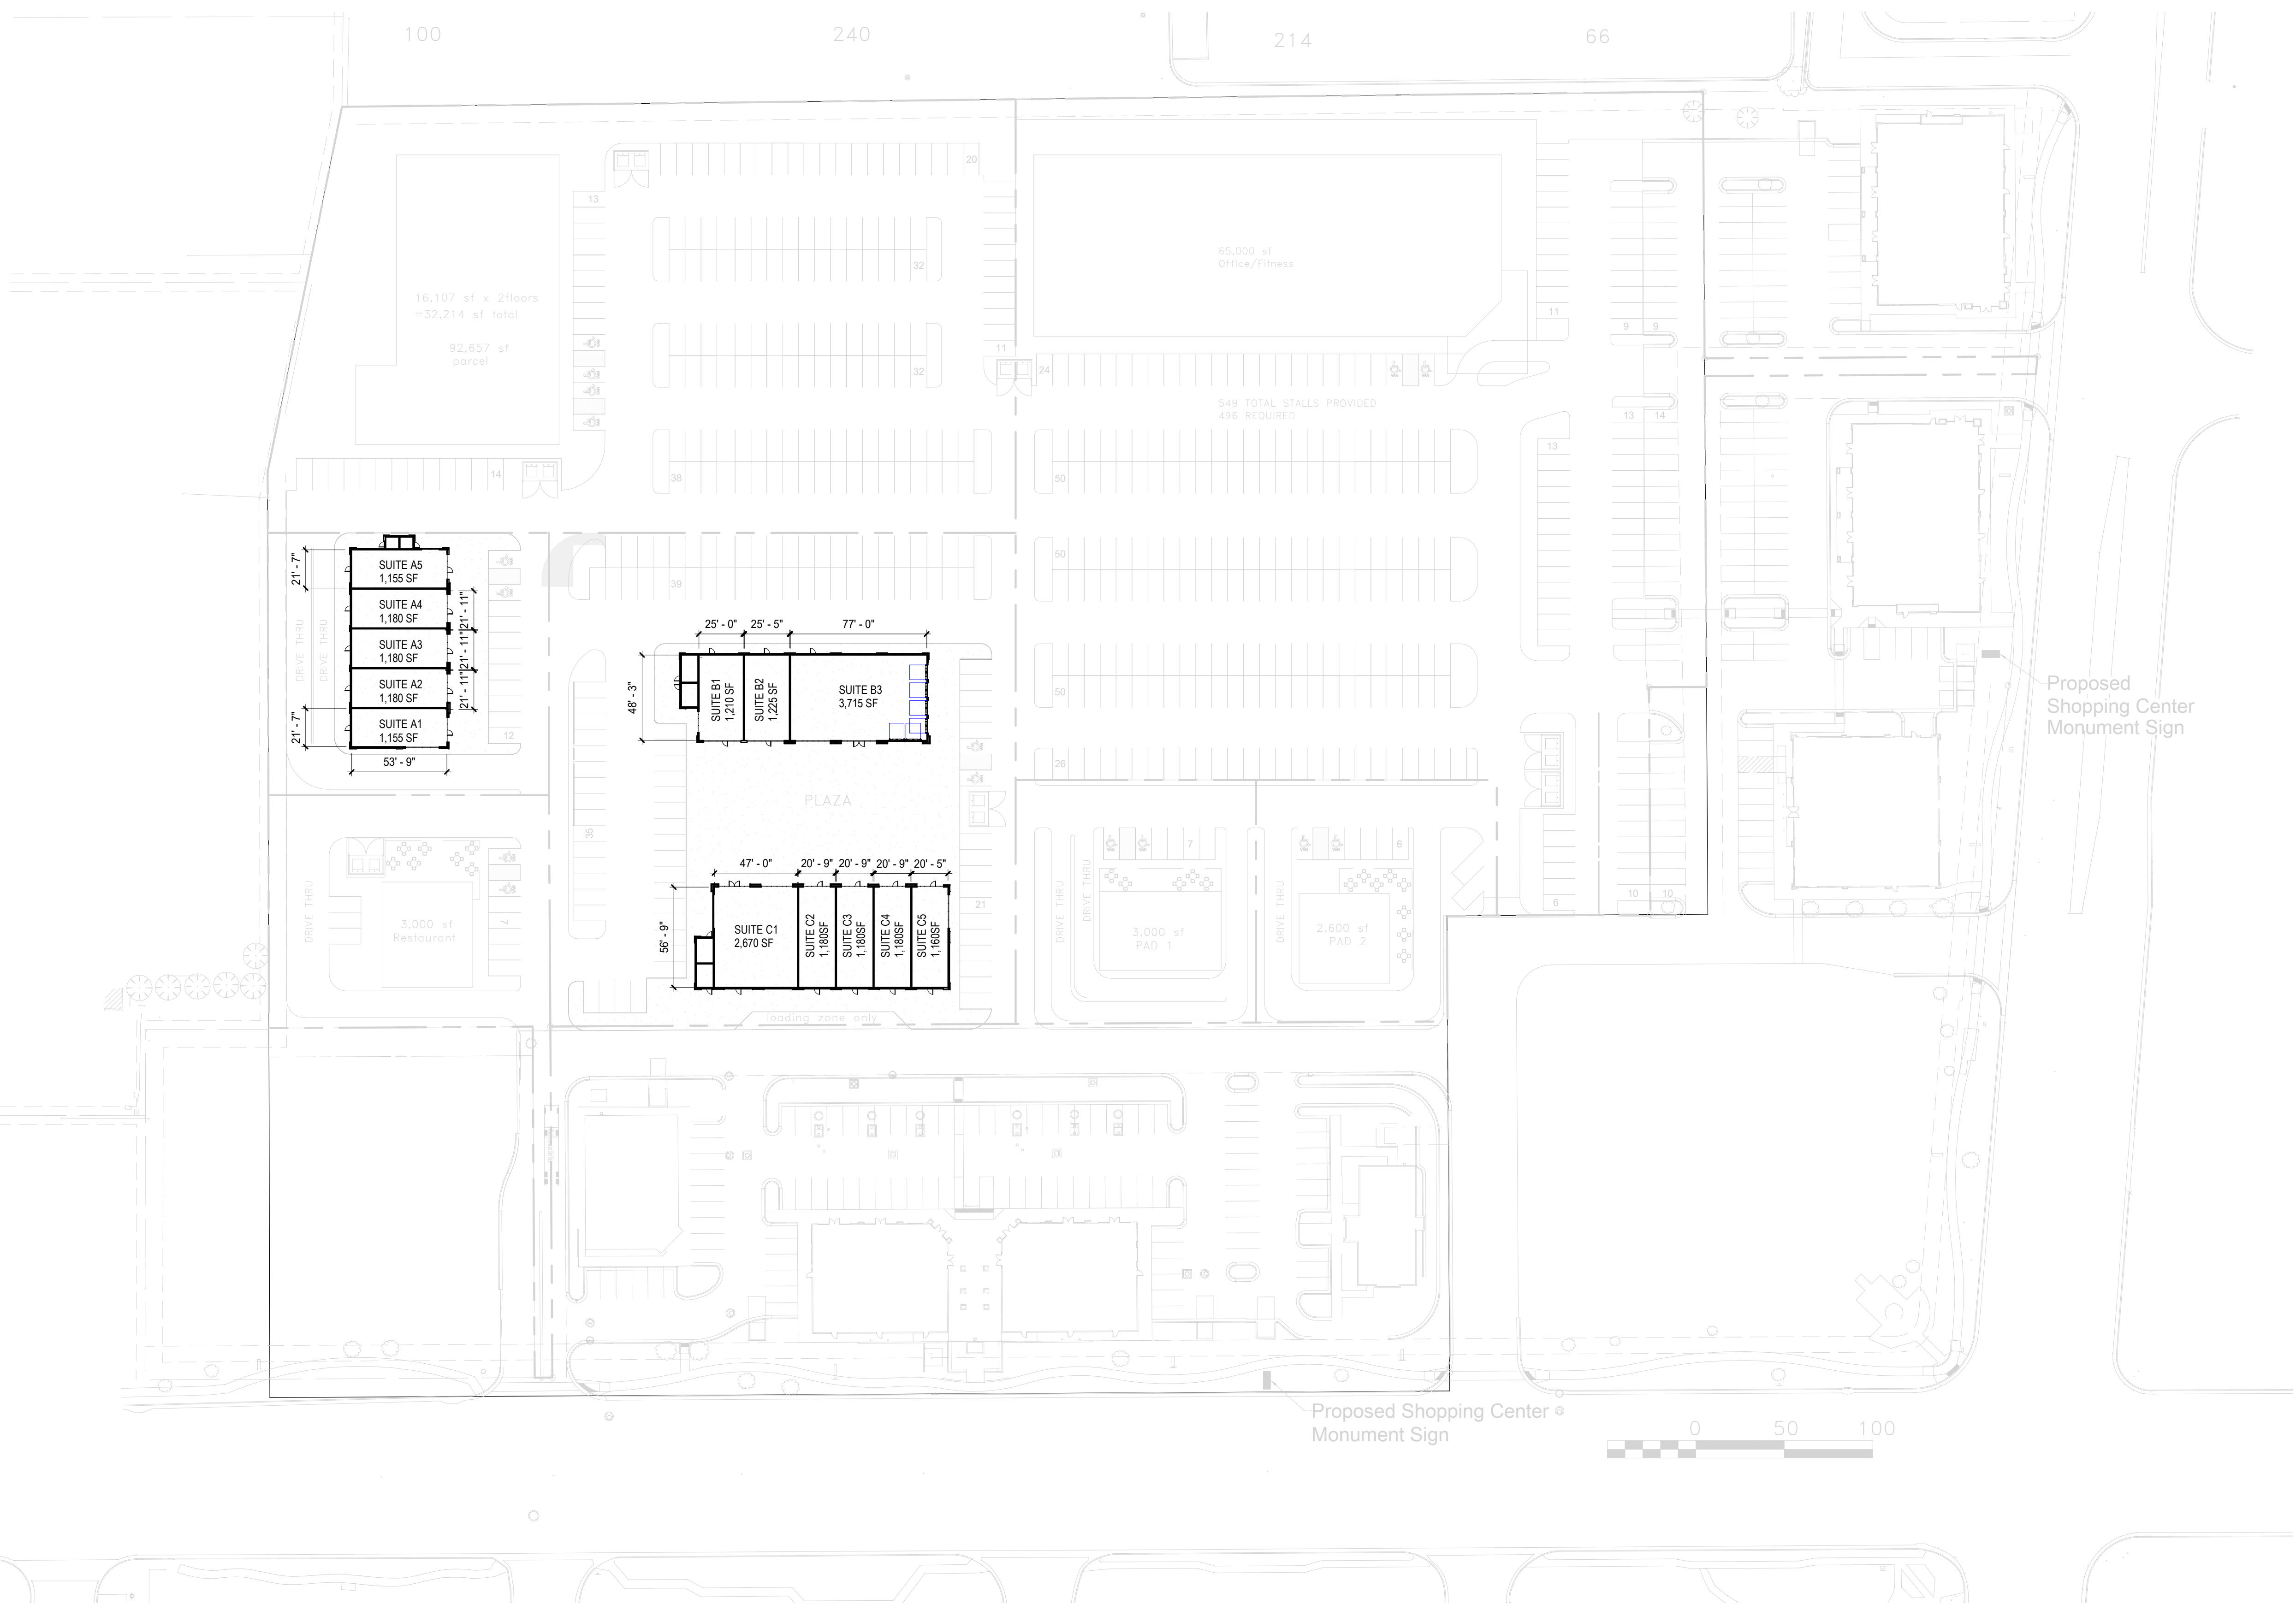 100
240
214
66
20
13
32
65,000 sf
Office/Fitness
16,107 sf x 2floors
=32,214 sf total
92,657 sf
parcel
11
9
9
11
32
24
549 TOTAL STALLS PROVIDED
496 REQUIRED
13
14
13
14
38
50
21' - 7"
SUITE A5
1,155 SF
50
39
SUITE A4
1,180 SF
21' - 11"
DRIVE THRU
DRIVE THRU
SUITE A3
1,180 SF
21' - 11"
SUITE A2
1,180 SF
21' - 11"
21' - 7"
SUITE A1
1,155 SF
12
53' - 9"
25' - 0"
25' - 5"
77' - 0"
48' - 3"
SUITE B1
1,210 SF
SUITE B2
1,225 SF
SUITE B3
3,715 SF
50
Proposed
Shopping Center
Monument Sign
26
PLAZA
35
7
6
47' - 0"
20' - 9"
20' - 9"
20' - 9"
20' - 5"
DRIVE THRU
3,000 sf
Restaurant
7
56' - 9"
SUITE C1
2,670 SF
SUITE C2
1,180SF
SUITE C3
1,180SF
SUITE C4
1,180SF
SUITE C5
1,160SF
21
DRIVE THRU
DRIVE THRU
3,000 sf
PAD 1
DRIVE THRU
2,600 sf
PAD 2
6
10
10
loading zone only
Proposed Shopping Center
Monument Sign
0
50
100